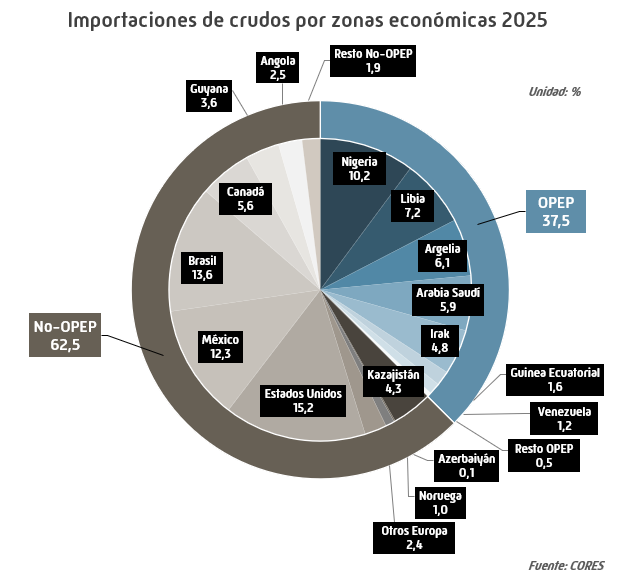 Importaciones de crudos por zonas económicas 2025
Unidad: %
Resto No-OPEP
1,9
Angola
2,5
Guyana
3,6
Nigeria
10,2
Canadá
5,6
Libia
7,2
OPEP
37,5
Argelia
6,1
Brasil
13,6
Arabia Saudí
5,9
No-OPEP
62,5
Irak
4,8
México
12,3
Kazajistán
4,3
Guinea Ecuatorial
1,6
Estados Unidos
15,2
Venezuela
1,2
Resto OPEP
0,5
Azerbaiyán
0,1
Noruega
1,0
Otros Europa
2,4
Fuente: CORES